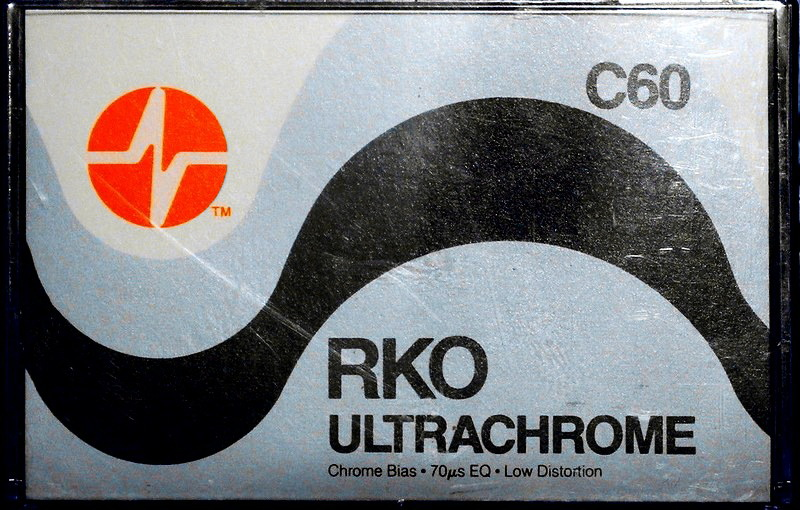 C60
TM
RKO
ULTRACHROME
Chrome Bias • 70µs EQ • Low Distortion